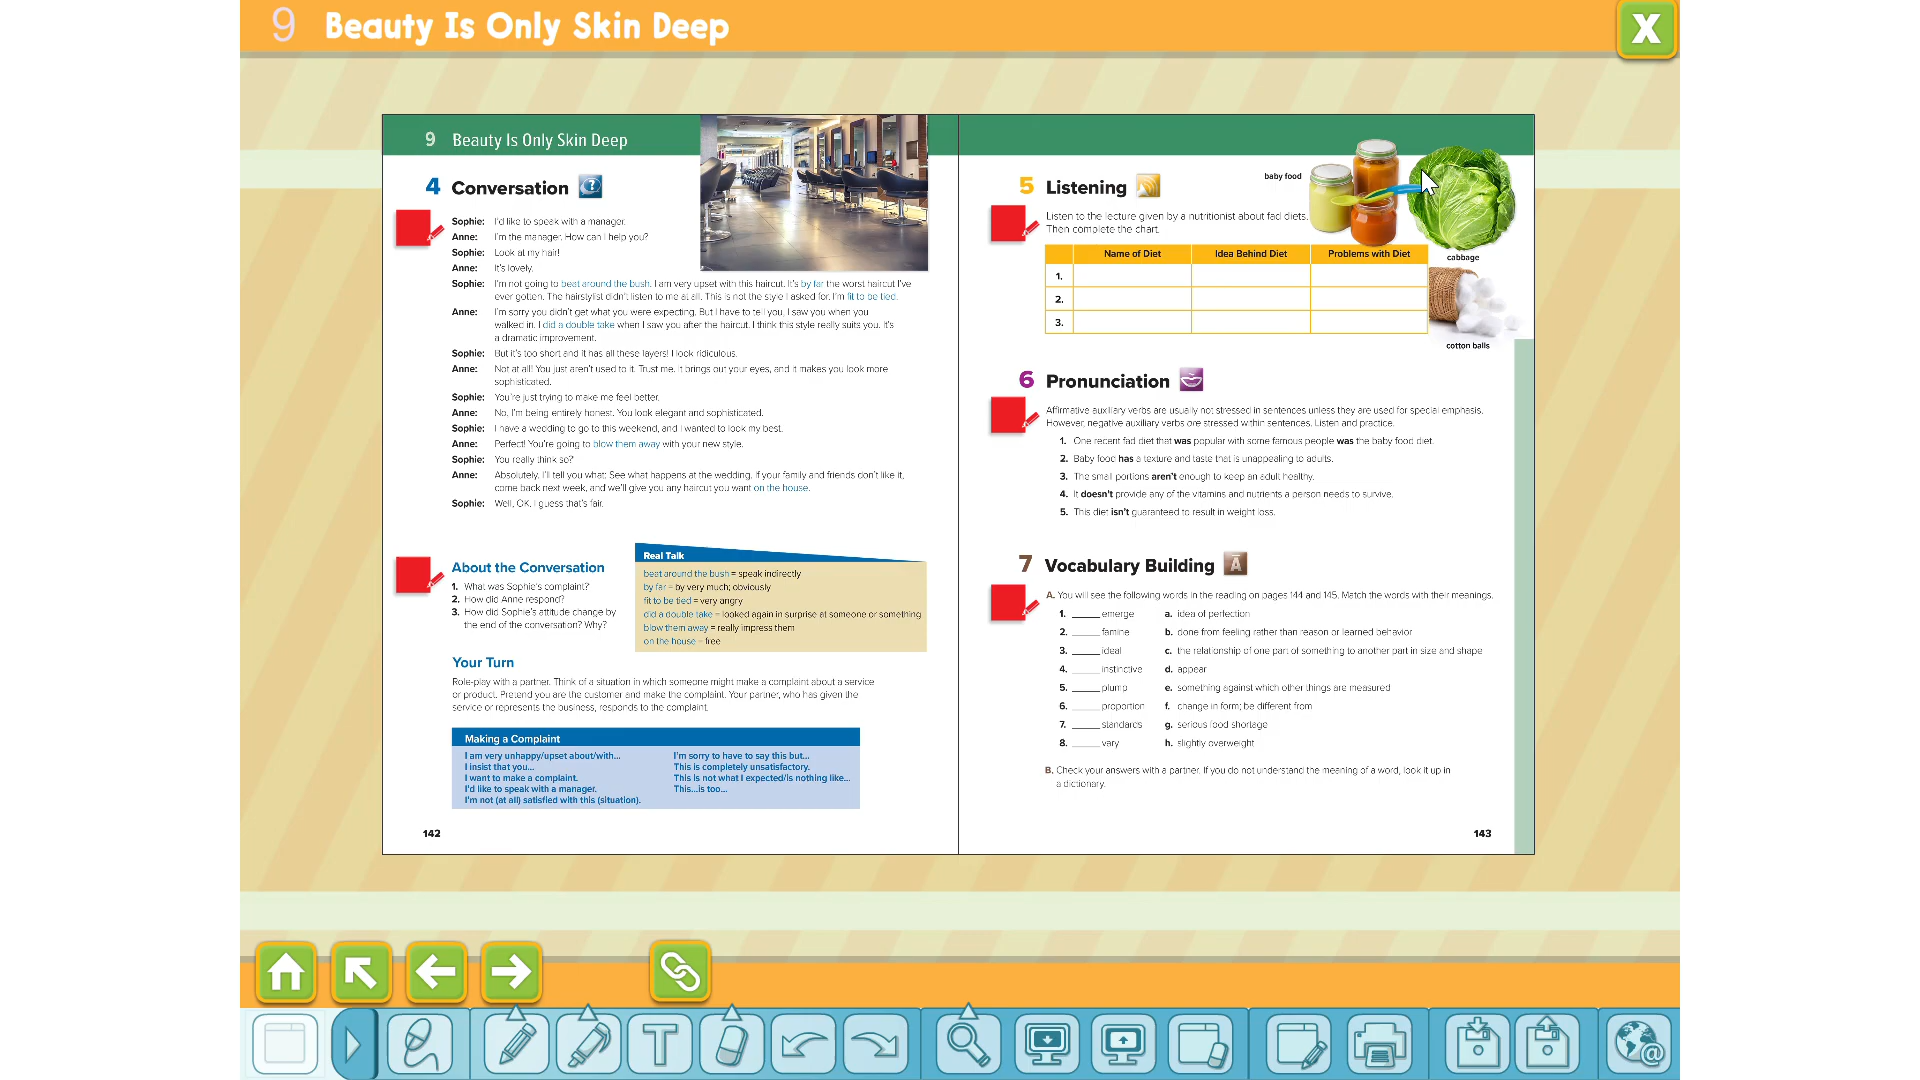 9 Beauty Is Only Skin Deep
X
9 Beauty Is Only Skin Deep
4 Conversation
Sophie: I'd like to speak with a manager.
Anne: I'm the manager. How can I help you?
Sophie: Look at my hair!
Anne: It's lovely.
Sophie: I'm not going to beat around the bush. I am very upset with this haircut. It's by far the worst haircut I've
ever gotten. The hairstylist didn't listen to me at all. This is not the style I asked for. I'm fit to be tied.
Anne: I'm sorry you didn't get what you were expecting. But I have to tell you, I saw you when you
walked in. I did a double take when I saw you after the haircut. I think this style really suits you. It's
a dramatic improvement.
Sophie: But it's too short and it has all these layers! I look ridiculous.
Anne: Not at all! You just aren't used to it. Trust me. It brings out your eyes, and it makes you look more
sophisticated.
Sophie: You're just trying to make me feel better.
Anne: No, I'm being entirely honest. You look elegant and sophisticated.
Sophie: I have a wedding to go to this weekend, and I wanted to look my best.
Anne: Perfect! You're going to blow them away with your new style.
Sophie: You really think so?
Anne: Absolutely. I'll tell you what: See what happens at the wedding. If your family and friends don't like it,
come back next week, and we'll give you any haircut you want on the house.
Sophie: Well, OK. I guess that's fair.
About the Conversation
1. What was Sophie's complaint?
2. How did Anne respond?
3. How did Sophie's attitude change by
the end of the conversation? Why?
Real Talk
beat around the bush = speak indirectly
by far = by very much; obviously
fit to be tied = very angry
did a double take = looked again in surprise at someone or something
blow them away = really impress them
on the house = free
Your Turn
Role-play with a partner. Think of a situation in which someone might make a complaint about a service
or product. Pretend you are the customer and make the complaint. Your partner, who has given the
service or represents the business, responds to the complaint.
Making a Complaint
I am very unhappy/upset about/with...
I insist that you...
I want to make a complaint.
I'd like to speak with a manager.
I'm not (at all) satisfied with this (situation).
I'm sorry to have to say this but...
This is completely unsatisfactory.
This is not what I expected/is nothing like...
This...is too...
142
5 Listening
Listen to the lecture given by a nutritionist about fad diets.
Then complete the chart.
baby food
cabbage
cotton balls
Name of Diet Idea Behind Diet Problems with Diet
1.
2.
3.
6 Pronunciation
Affirmative auxiliary verbs are usually not stressed in sentences unless they are used for special emphasis.
However, negative auxiliary verbs are stressed within sentences. Listen and practice.
1. One recent fad diet that was popular with some famous people was the baby food diet.
2. Baby food has a texture and taste that is unappealing to adults.
3. The small portions aren't enough to keep an adult healthy.
4. It doesn't provide any of the vitamins and nutrients a person needs to survive.
5. This diet isn't guaranteed to result in weight loss.
7 Vocabulary Building A
A. You will see the following words in the reading on pages 144 and 145. Match the words with their meanings.
1. _____ emerge a. idea of perfection
2. _____ famine b. done from feeling rather than reason or learned behavior
3. _____ ideal c. the relationship of one part of something to another part in size and shape
4. _____ instinctive d. appear
5. _____ plump e. something against which other things are measured
6. _____ proportion f. change in form; be different from
7. _____ standards g. serious food shortage
8. _____ vary h. slightly overweight
B. Check your answers with a partner. If you do not understand the meaning of a word, look it up in
a dictionary.
143
T
@